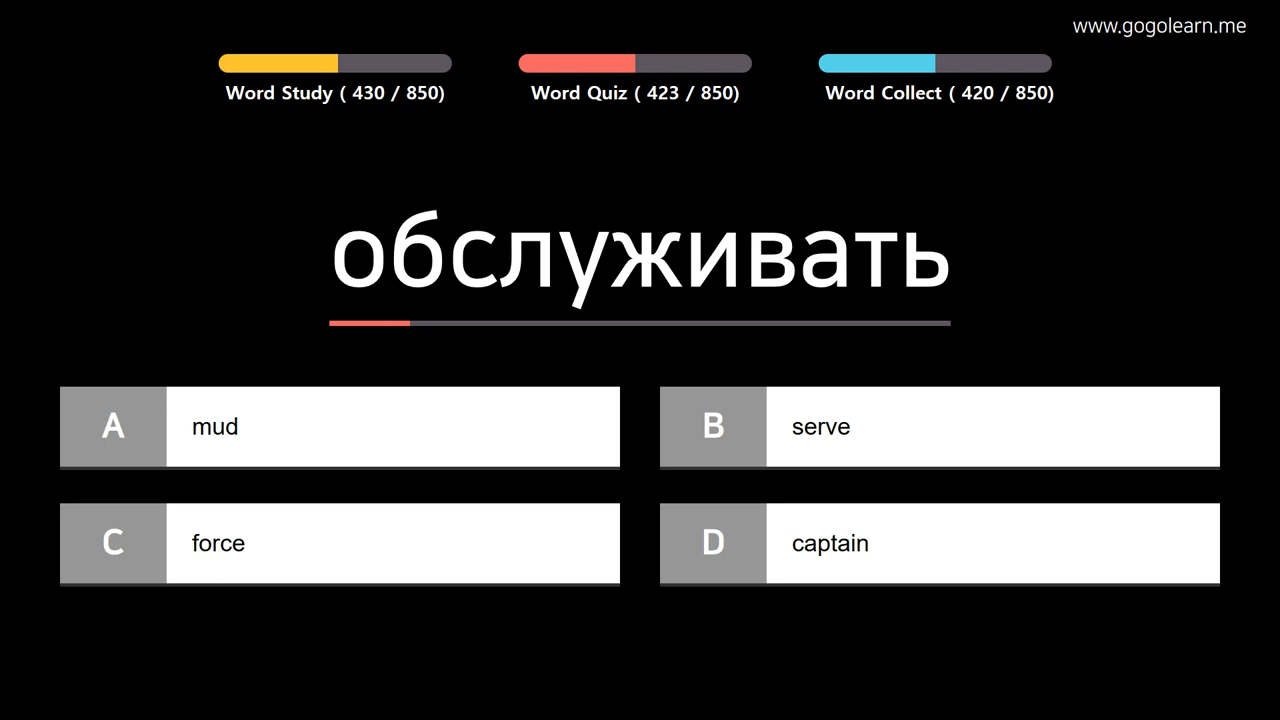 www.gogolearn.me
Word Study ( 430 / 850)
Word Quiz ( 423 / 850)
Word Collect ( 420 / 850)
обслуживать
A mud
B serve
C force
D captain